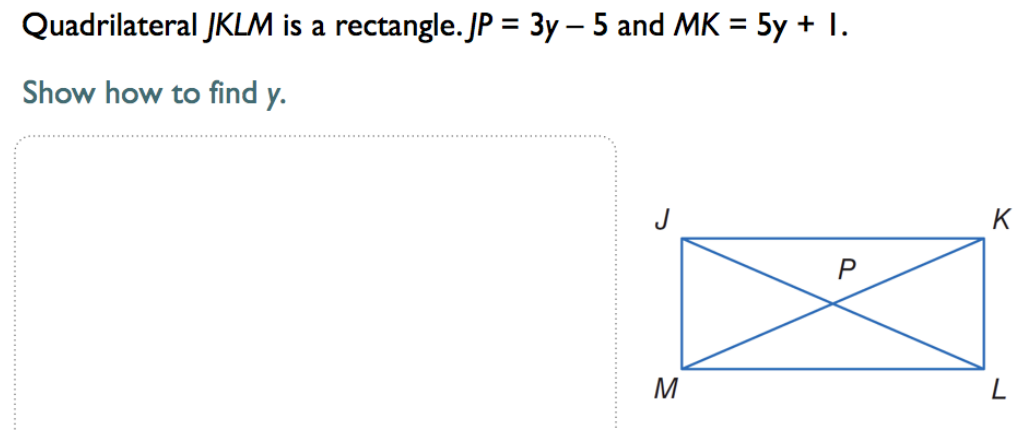 Quadrilateral JKLM is a rectangle. JP = 3y – 5 and MK = 5y + 1.
Show how to find y.
J
K
P
M
L